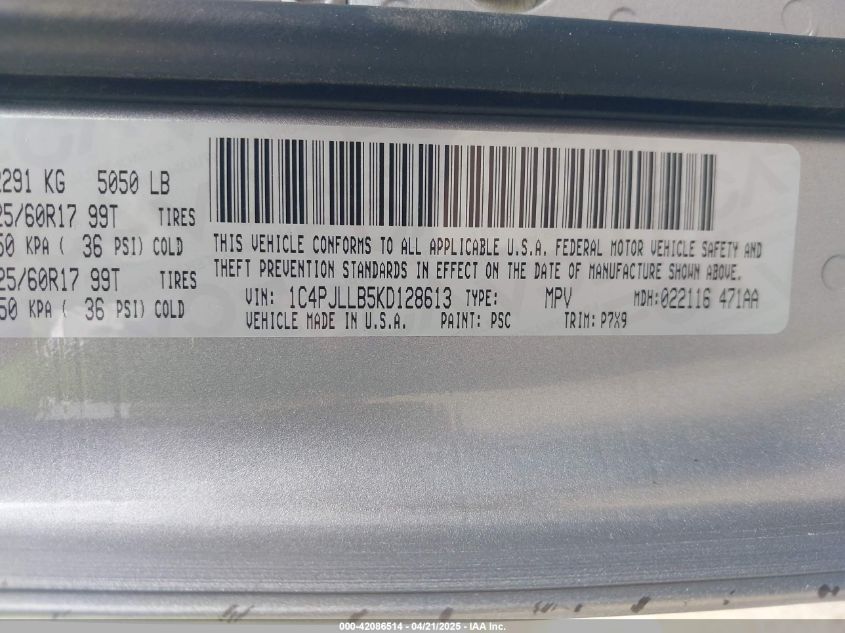 2291 KG 5050 LB
25/60R17 99T TIRES
50 KPA ( 36 PSI) COLD
25/60R17 99T TIRES
50 KPA ( 36 PSI) COLD
THIS VEHICLE CONFORMS TO ALL APPLICABLE U.S.A. FEDERAL MOTOR VEHICLE SAFETY AND
THEFT PREVENTION STANDARDS IN EFFECT ON THE DATE OF MANUFACTURE SHOWN ABOVE.
VIN: 1C4PJLLB5KD128613 TYPE: MPV MDH:022116 471AA
VEHICLE MADE IN U.S.A. PAINT: PSC TRIM: P7X9
000-42086514 - 04/21/2025 - IAA Inc.